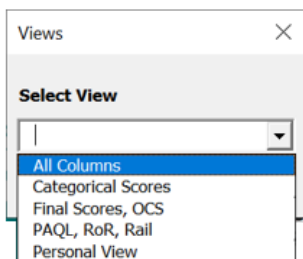 Views
Select View
All Columns
Categorical Scores
Final Scores, OCS
PAQL, RoR, Rail
Personal View